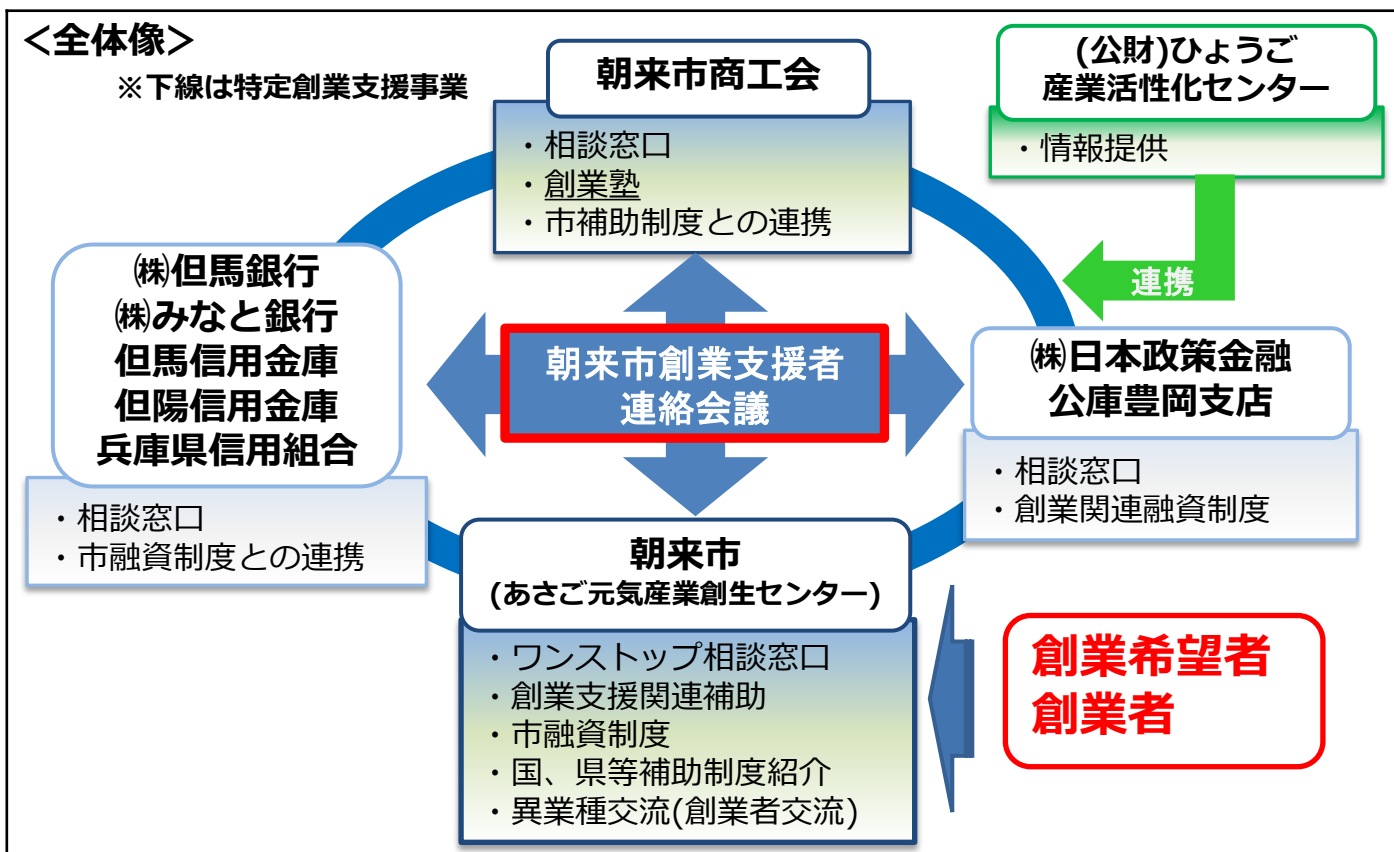 ＜全体像＞
※下線は特定創業支援事業
朝来市商工会
・相談窓口
・創業塾
・市補助制度との連携
(公財)ひょうご
産業活性化センター
・情報提供
連携
㈱但馬銀行
㈱みなと銀行
但馬信用金庫
但陽信用金庫
兵庫県信用組合
・相談窓口
・市融資制度との連携
朝来市創業支援者
連絡会議
㈱日本政策金融
公庫豊岡支店
・相談窓口
・創業関連融資制度
朝来市
(あさご元気産業創生センター)
・ワンストップ相談窓口
・創業支援関連補助
・市融資制度
・国、県等補助制度紹介
・異業種交流(創業者交流)
創業希望者
創業者